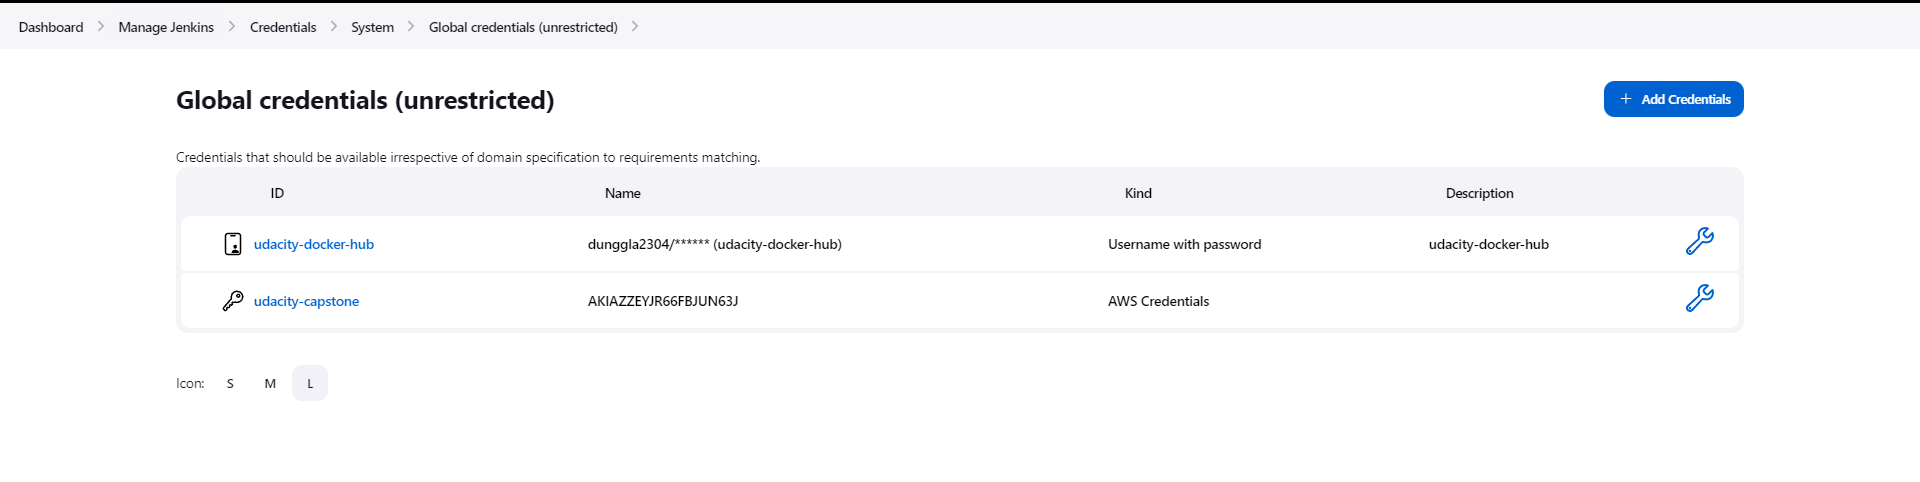 Dashboard > Manage Jenkins > Credentials > System > Global credentials (unrestricted) >
Global credentials (unrestricted)
+ Add Credentials
Credentials that should be available irrespective of domain specification to requirements matching.
ID Name Kind Description
udacity-docker-hub dunggla2304/****** (udacity-docker-hub) Username with password udacity-docker-hub
udacity-capstone AKIAZZEYJR66FBJUN63J AWS Credentials
Icon: S M L